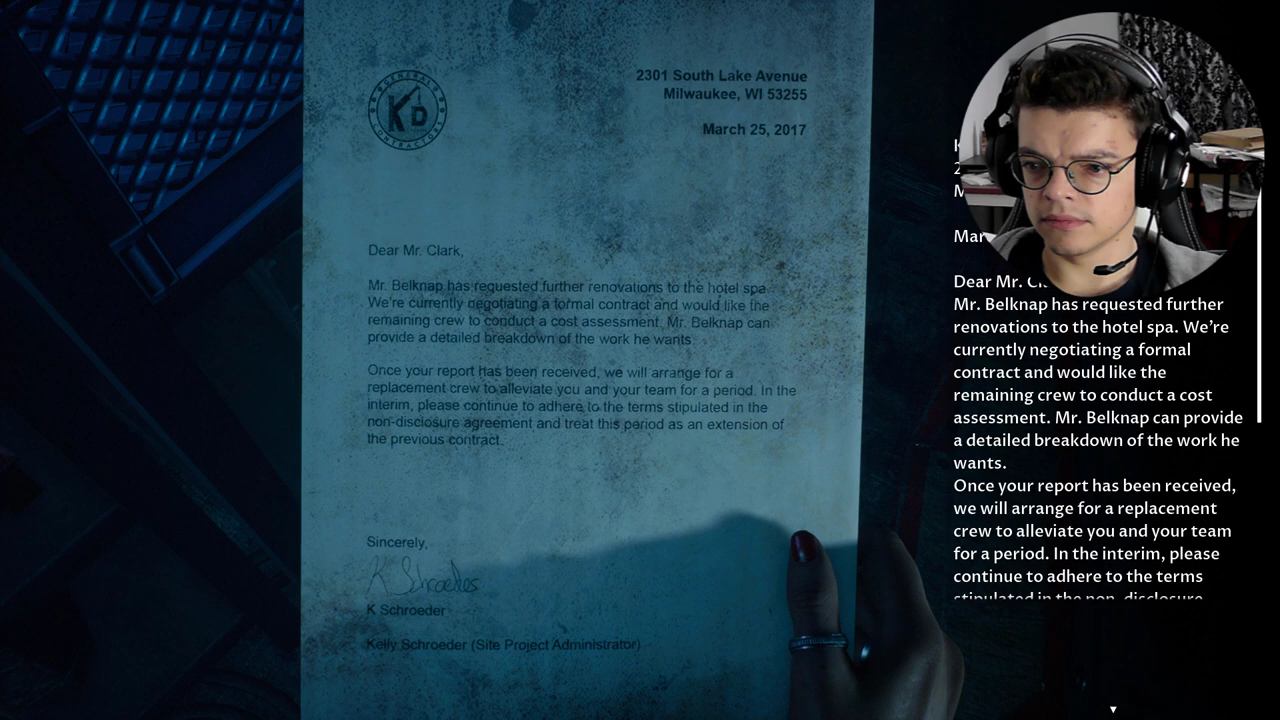 GENERAL
KD
CONTRACTOR
2301 South Lake Avenue
Milwaukee, WI 53255
March 25, 2017
Dear Mr. Clark,
Mr. Belknap has requested further renovations to the hotel spa.
We're currently negotiating a formal contract and would like the
remaining crew to conduct a cost assessment. Mr. Belknap can
provide a detailed breakdown of the work he wants.
Once your report has been received, we will arrange for a
replacement crew to alleviate you and your team for a period. In the
interim, please continue to adhere to the terms stipulated in the
non-disclosure agreement and treat this period as an extension of
the previous contract.
Sincerely,
K Schroeder
K Schroeder
Kelly Schroeder (Site Project Administrator)
Mar
Dear Mr. Cl
Mr. Belknap has requested further
renovations to the hotel spa. We're
currently negotiating a formal
contract and would like the
remaining crew to conduct a cost
assessment. Mr. Belknap can provide
a detailed breakdown of the work he
wants.
Once your report has been received,
we will arrange for a replacement
crew to alleviate you and your team
for a period. In the interim, please
continue to adhere to the terms
stipulated in the non-disclosure